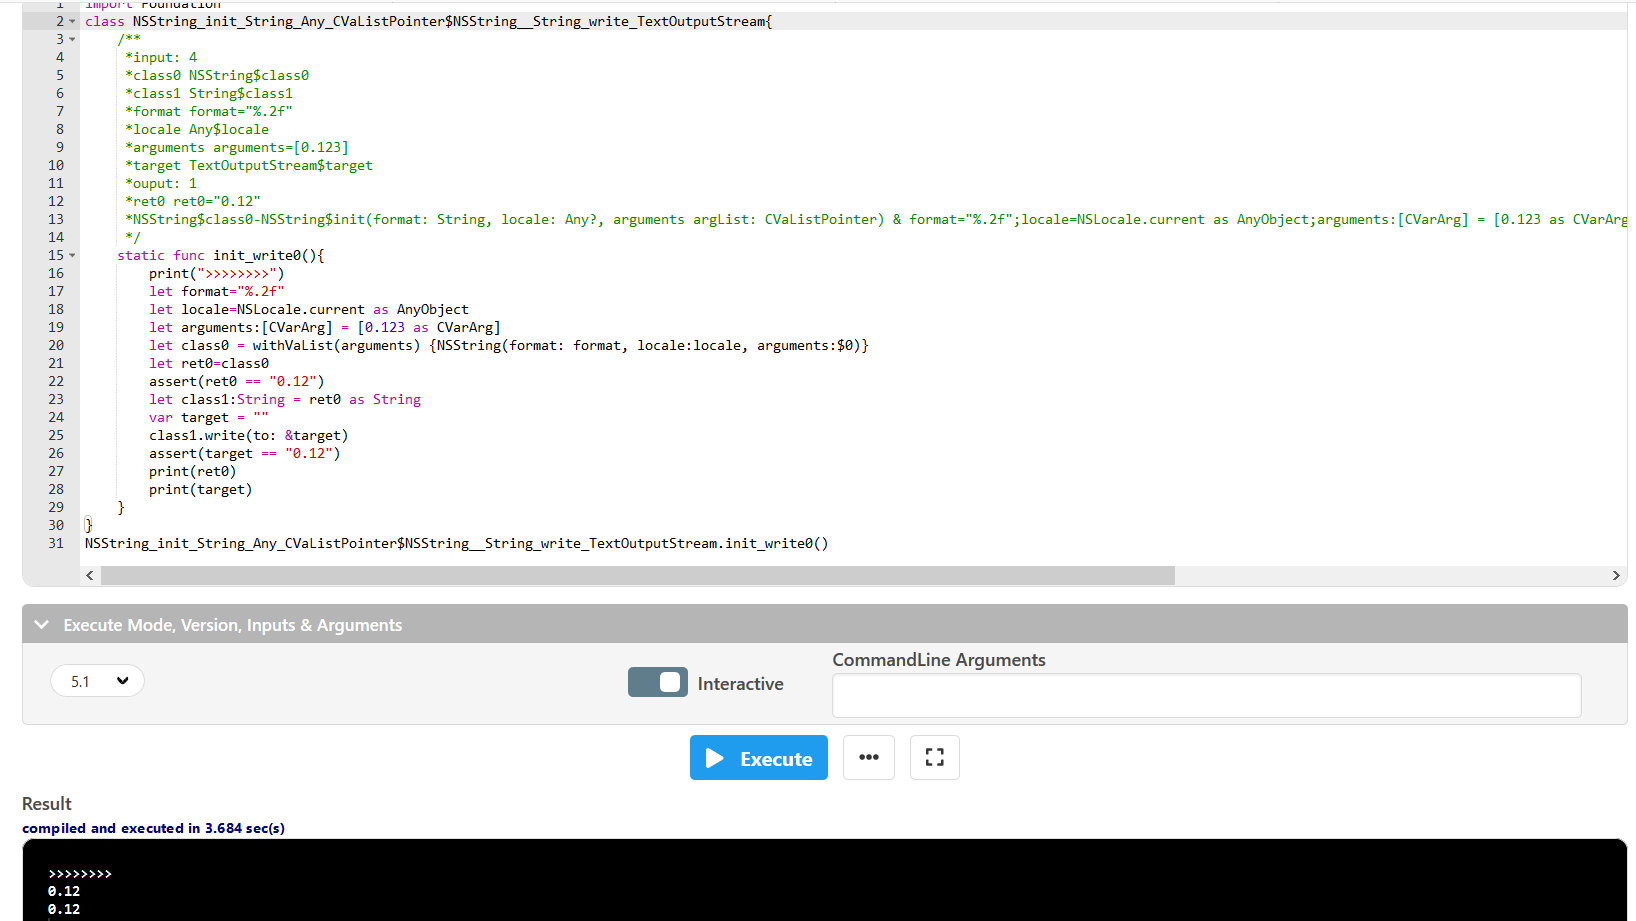 1 import Foundation
2 class NSString_init_String_Any_CVaListPointer$NSString__String_write_TextOutputStream{
3 /**
4 *input: 4
5 *class0 NSString$class0
6 *class1 String$class1
7 *format format="%.2f"
8 *locale Any$locale
9 *arguments arguments=[0.123]
10 *target TextOutputStream$target
11 *ouput: 1
12 *ret0 ret0="0.12"
13 *NSString$class0-NSString$init(format: String, locale: Any?, arguments argList: CVaListPointer) & format="%.2f";locale=NSLocale.current as AnyObject;arguments:[CVarArg] = [0.123 as CVarArg
14 */
15 static func init_write0(){
16 print(">>>>>>>>")
17 let format="%.2f"
18 let locale=NSLocale.current as AnyObject
19 let arguments:[CVarArg] = [0.123 as CVarArg]
20 let class0 = withVaList(arguments) {NSString(format: format, locale:locale, arguments:$0)}
21 let ret0=class0
22 assert(ret0 == "0.12")
23 let class1:String = ret0 as String
24 var target = ""
25 class1.write(to: &target)
26 assert(target == "0.12")
27 print(ret0)
28 print(target)
29 }
30 }
31 NSString_init_String_Any_CVaListPointer$NSString__String_write_TextOutputStream.init_write0()
Execute Mode, Version, Inputs & Arguments
CommandLine Arguments
5.1
Interactive
Execute
Result
compiled and executed in 3.684 sec(s)
>>>>>>>>
0.12
0.12